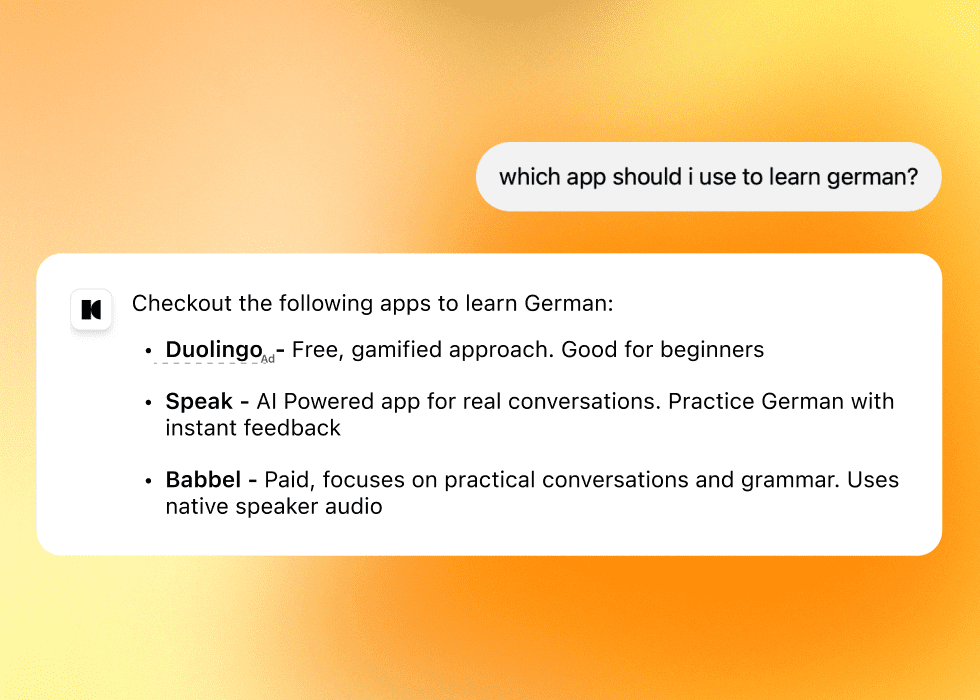 which app should i use to learn german?
Checkout the following apps to learn German:
• Duolingo Ad - Free, gamified approach. Good for beginners
• Speak - AI Powered app for real conversations. Practice German with
instant feedback
• Babbel - Paid, focuses on practical conversations and grammar. Uses
native speaker audio